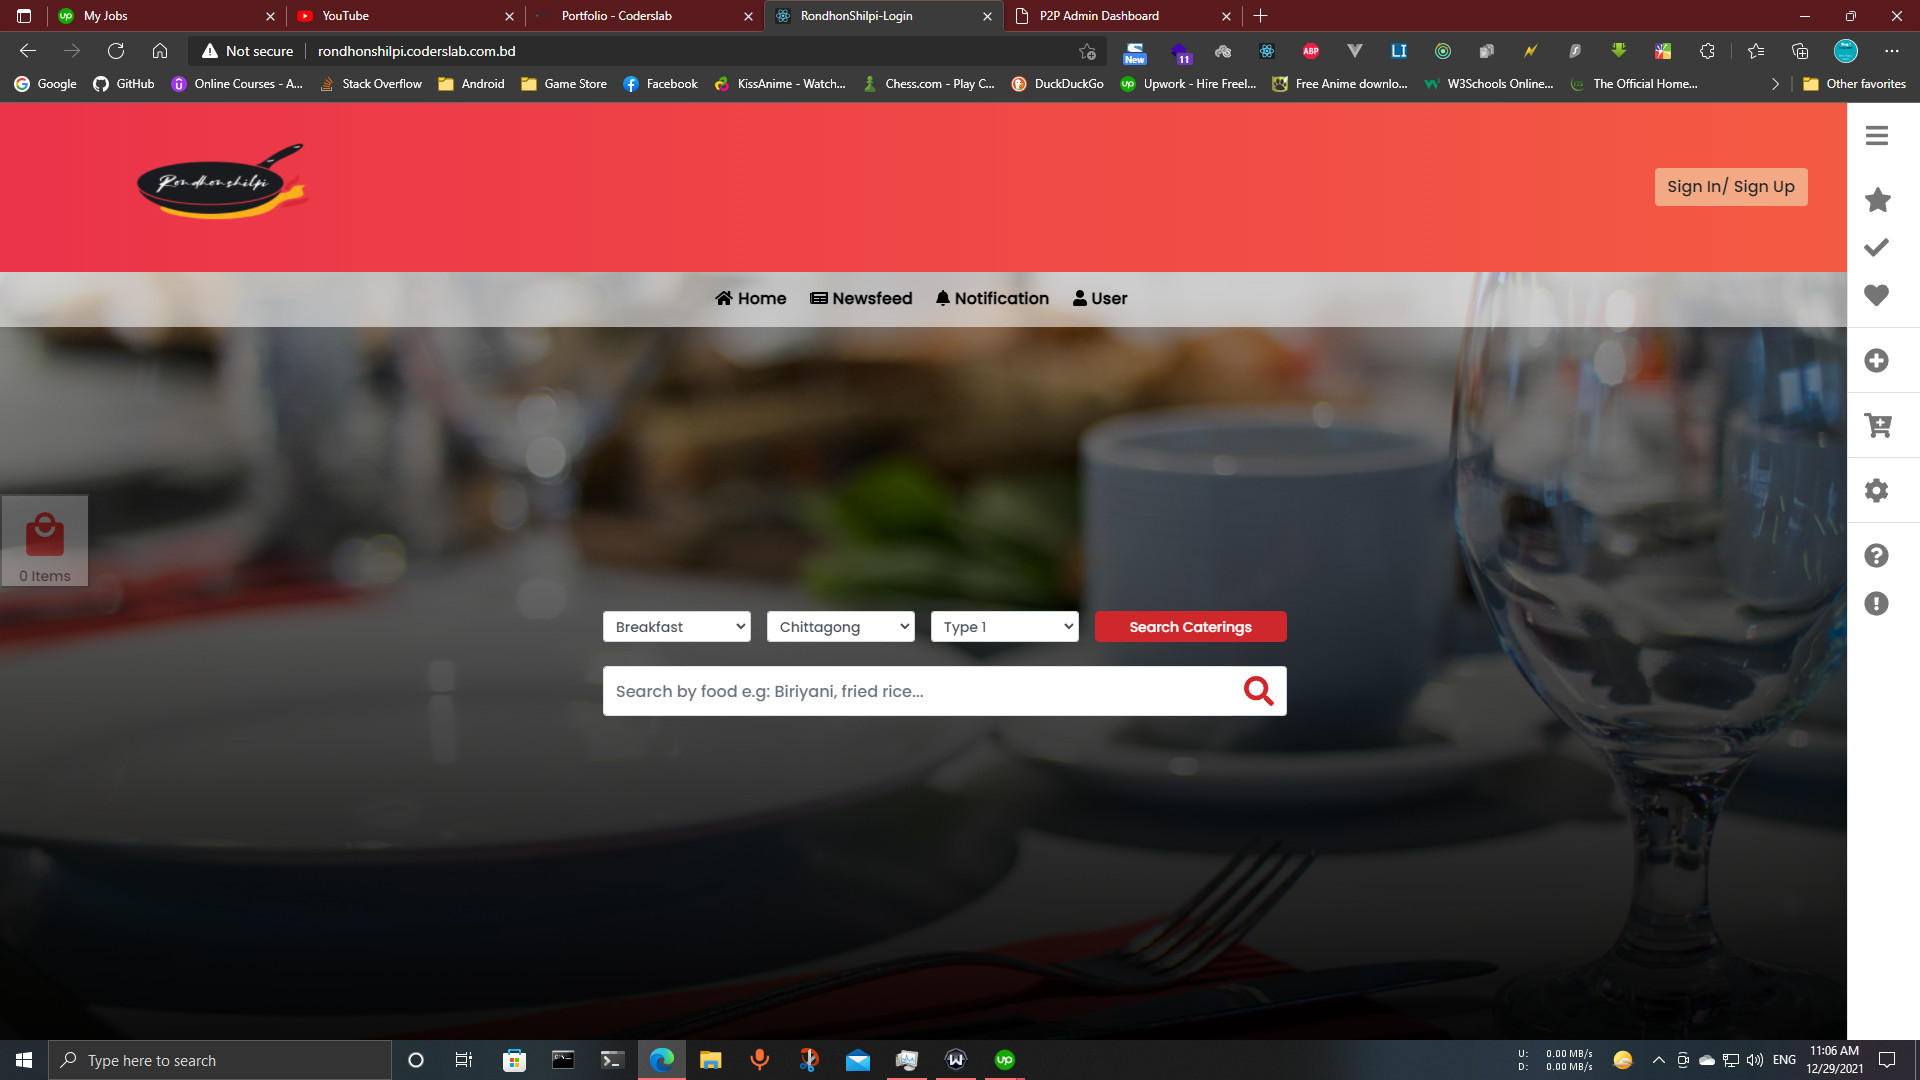 My Jobs
YouTube
Portfolio - Coderslab
RondhonShilpi-Login
P2P Admin Dashboard
Not secure
rondhonshilpi.coderslab.com.bd
ABP
LI
New
11
Google
GitHub
Online Courses - A...
Stack Overflow
Android
Game Store
Facebook
KissAnime - Watch...
Chess.com - Play C...
DuckDuckGo
Upwork - Hire Freel...
Free Anime downlo...
W3Schools Online...
The Official Home...
Other favorites
Rondhonshilpi
Sign In/ Sign Up
Home
Newsfeed
Notification
User
0 Items
Breakfast
Chittagong
Type 1
Search Caterings
Search by food e.g: Biriyani, fried rice...
Type here to search
U: 0.00 MB/s
D: 0.00 MB/s
ENG
11:06 AM
12/29/2021